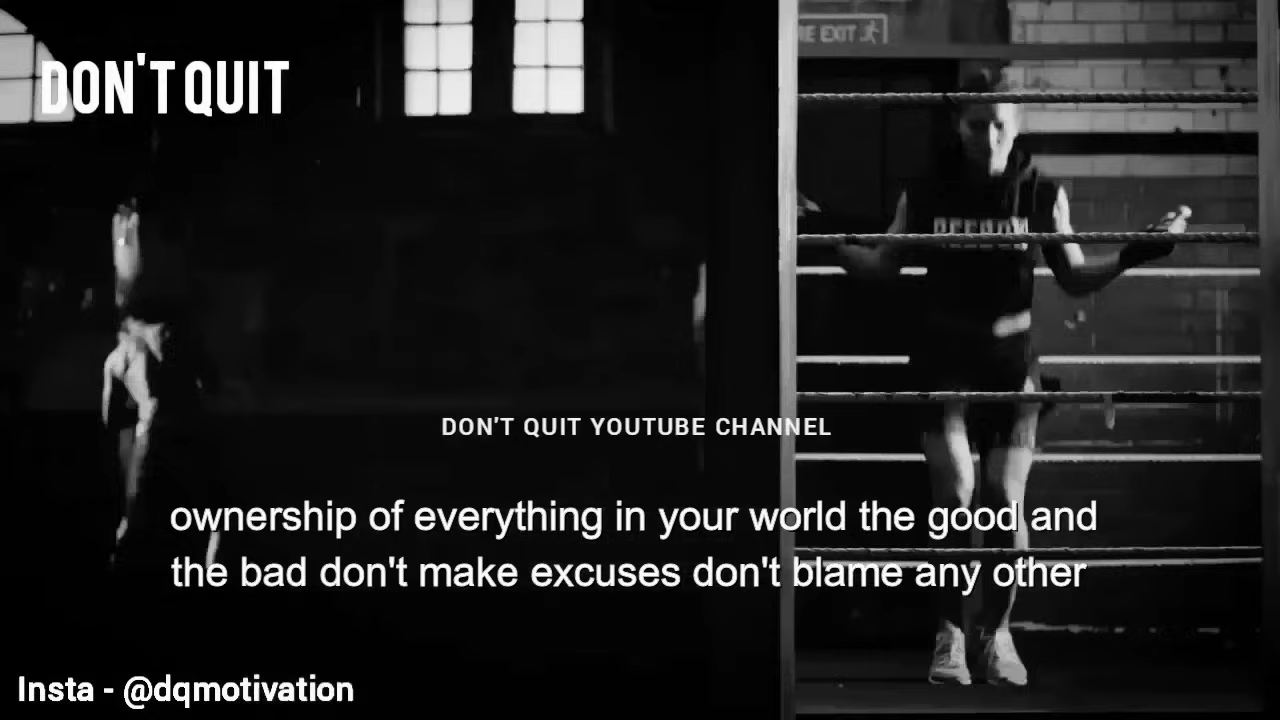 DON'T QUIT
EXIT
REEBOK
DON'T QUIT YOUTUBE CHANNEL
ownership of everything in your world the good and
the bad don't make excuses don't blame any other
Insta - @dqmotivation